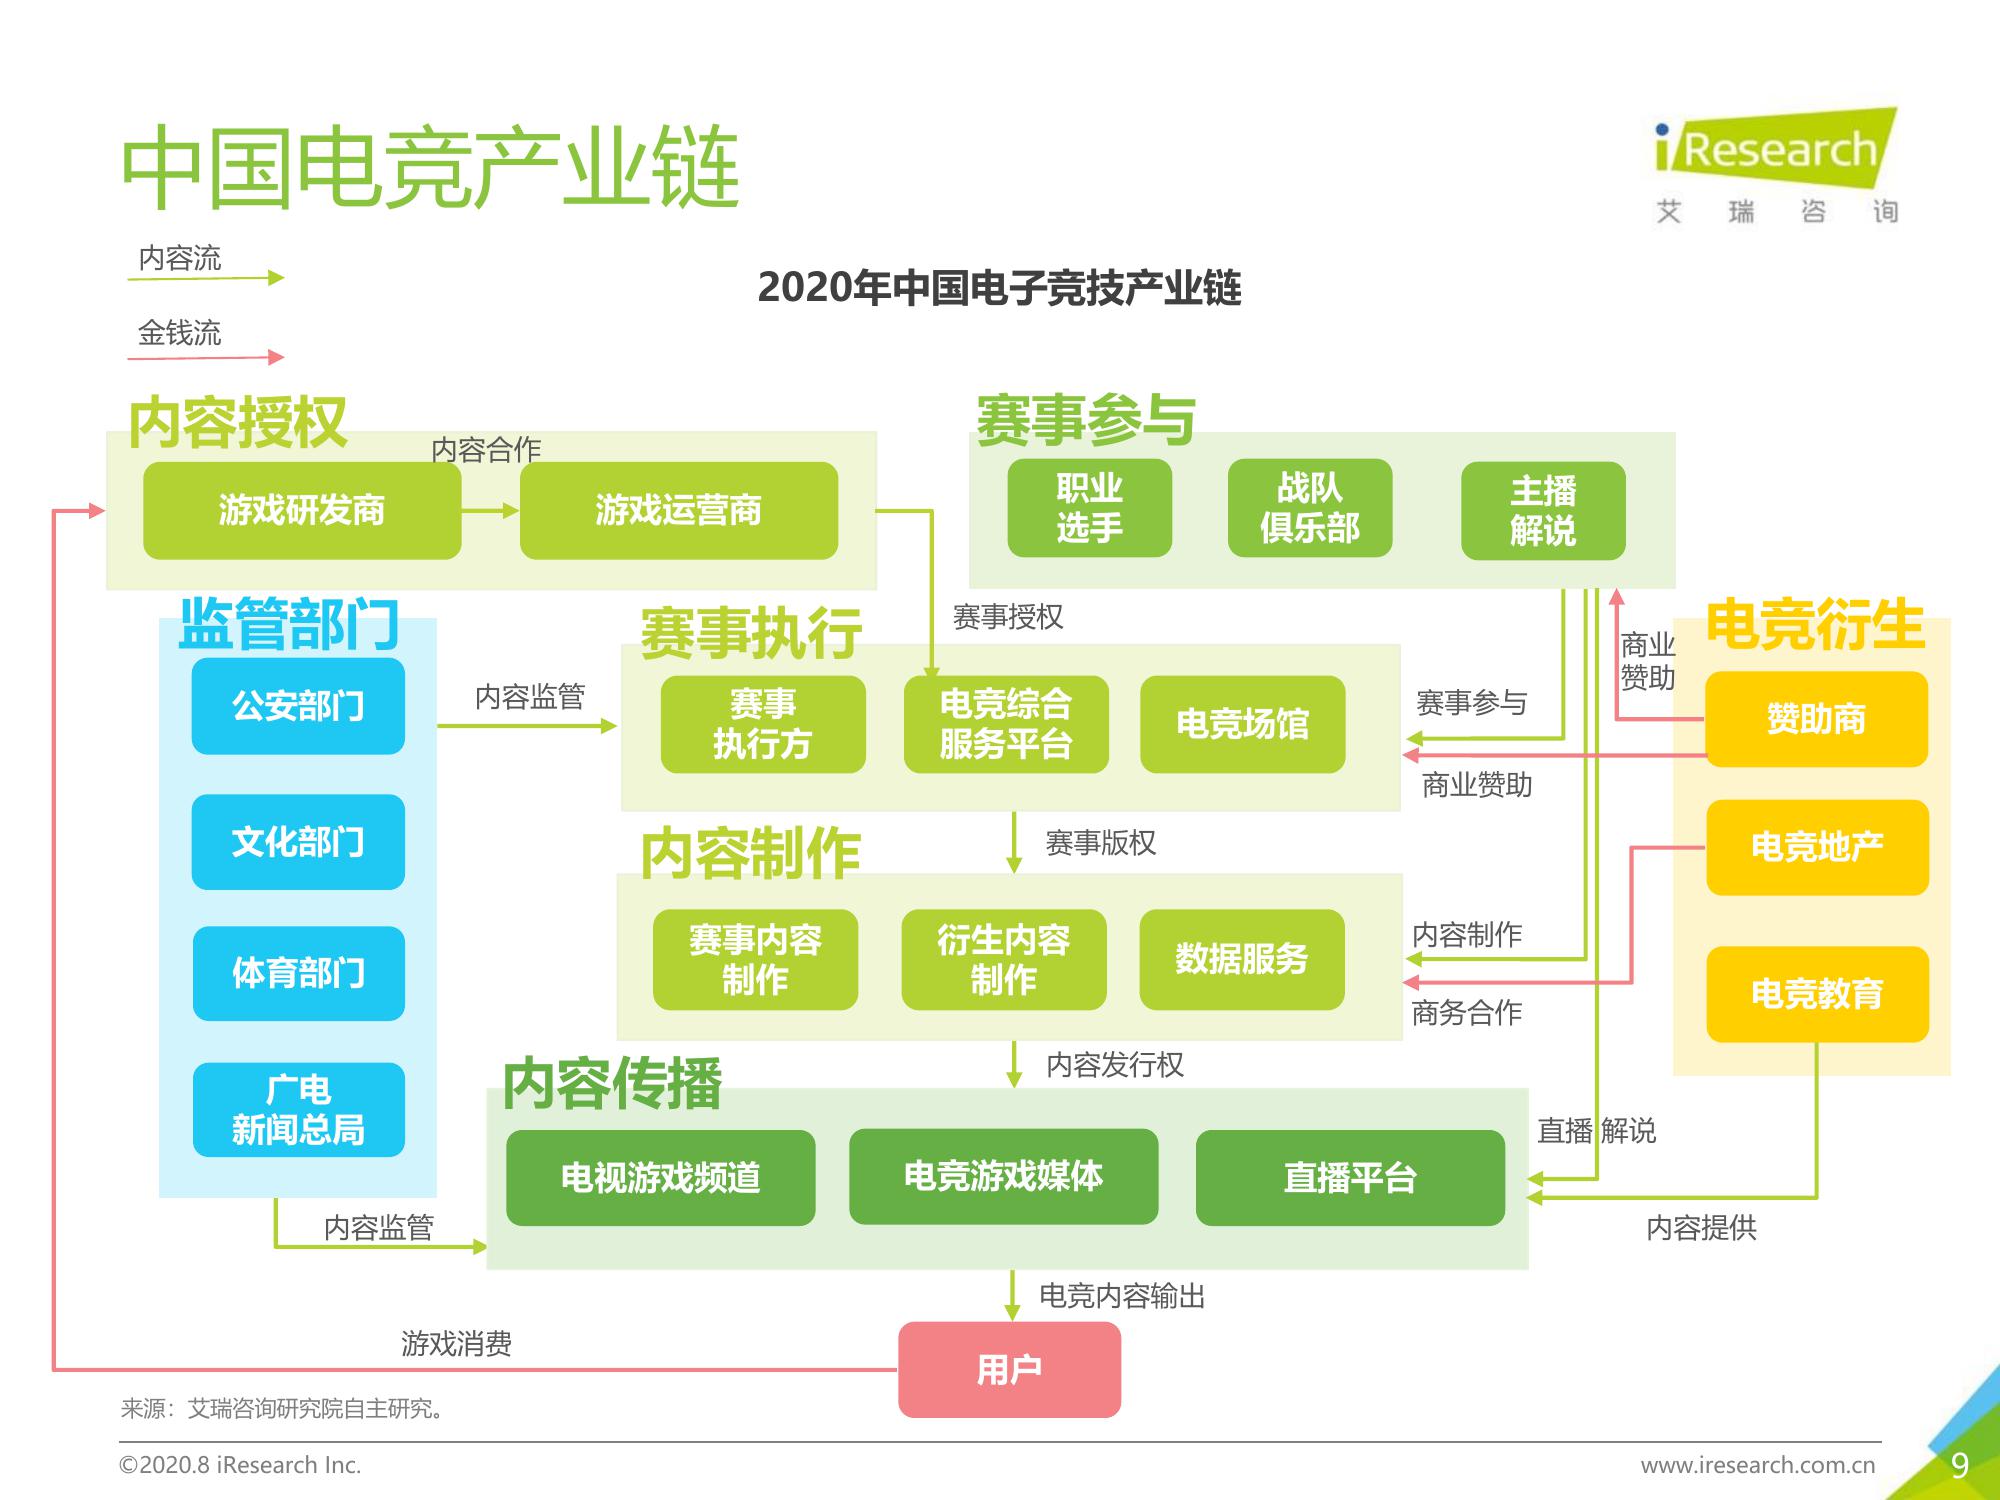 中国电竞产业链
iResearch
艾瑞咨询
内容流
金钱流
2020年中国电子竞技产业链
内容授权
内容合作
游戏研发商
游戏运营商
赛事参与
职业
选手
战队
俱乐部
主播
解说
监管部门
公安部门
文化部门
体育部门
广电
新闻总局
内容监管
赛事授权
赛事执行
赛事
执行方
电竞综合
服务平台
电竞场馆
赛事参与
商业赞助
商业
赞助
电竞衍生
赞助商
电竞地产
电竞教育
赛事版权
内容制作
赛事内容
制作
衍生内容
制作
数据服务
内容制作
商务合作
内容发行权
内容传播
电视游戏频道
电竞游戏媒体
直播平台
直播 解说
内容提供
内容监管
电竞内容输出
游戏消费
用户
来源：艾瑞咨询研究院自主研究。
©2020.8 iResearch Inc.
www.iresearch.com.cn
9